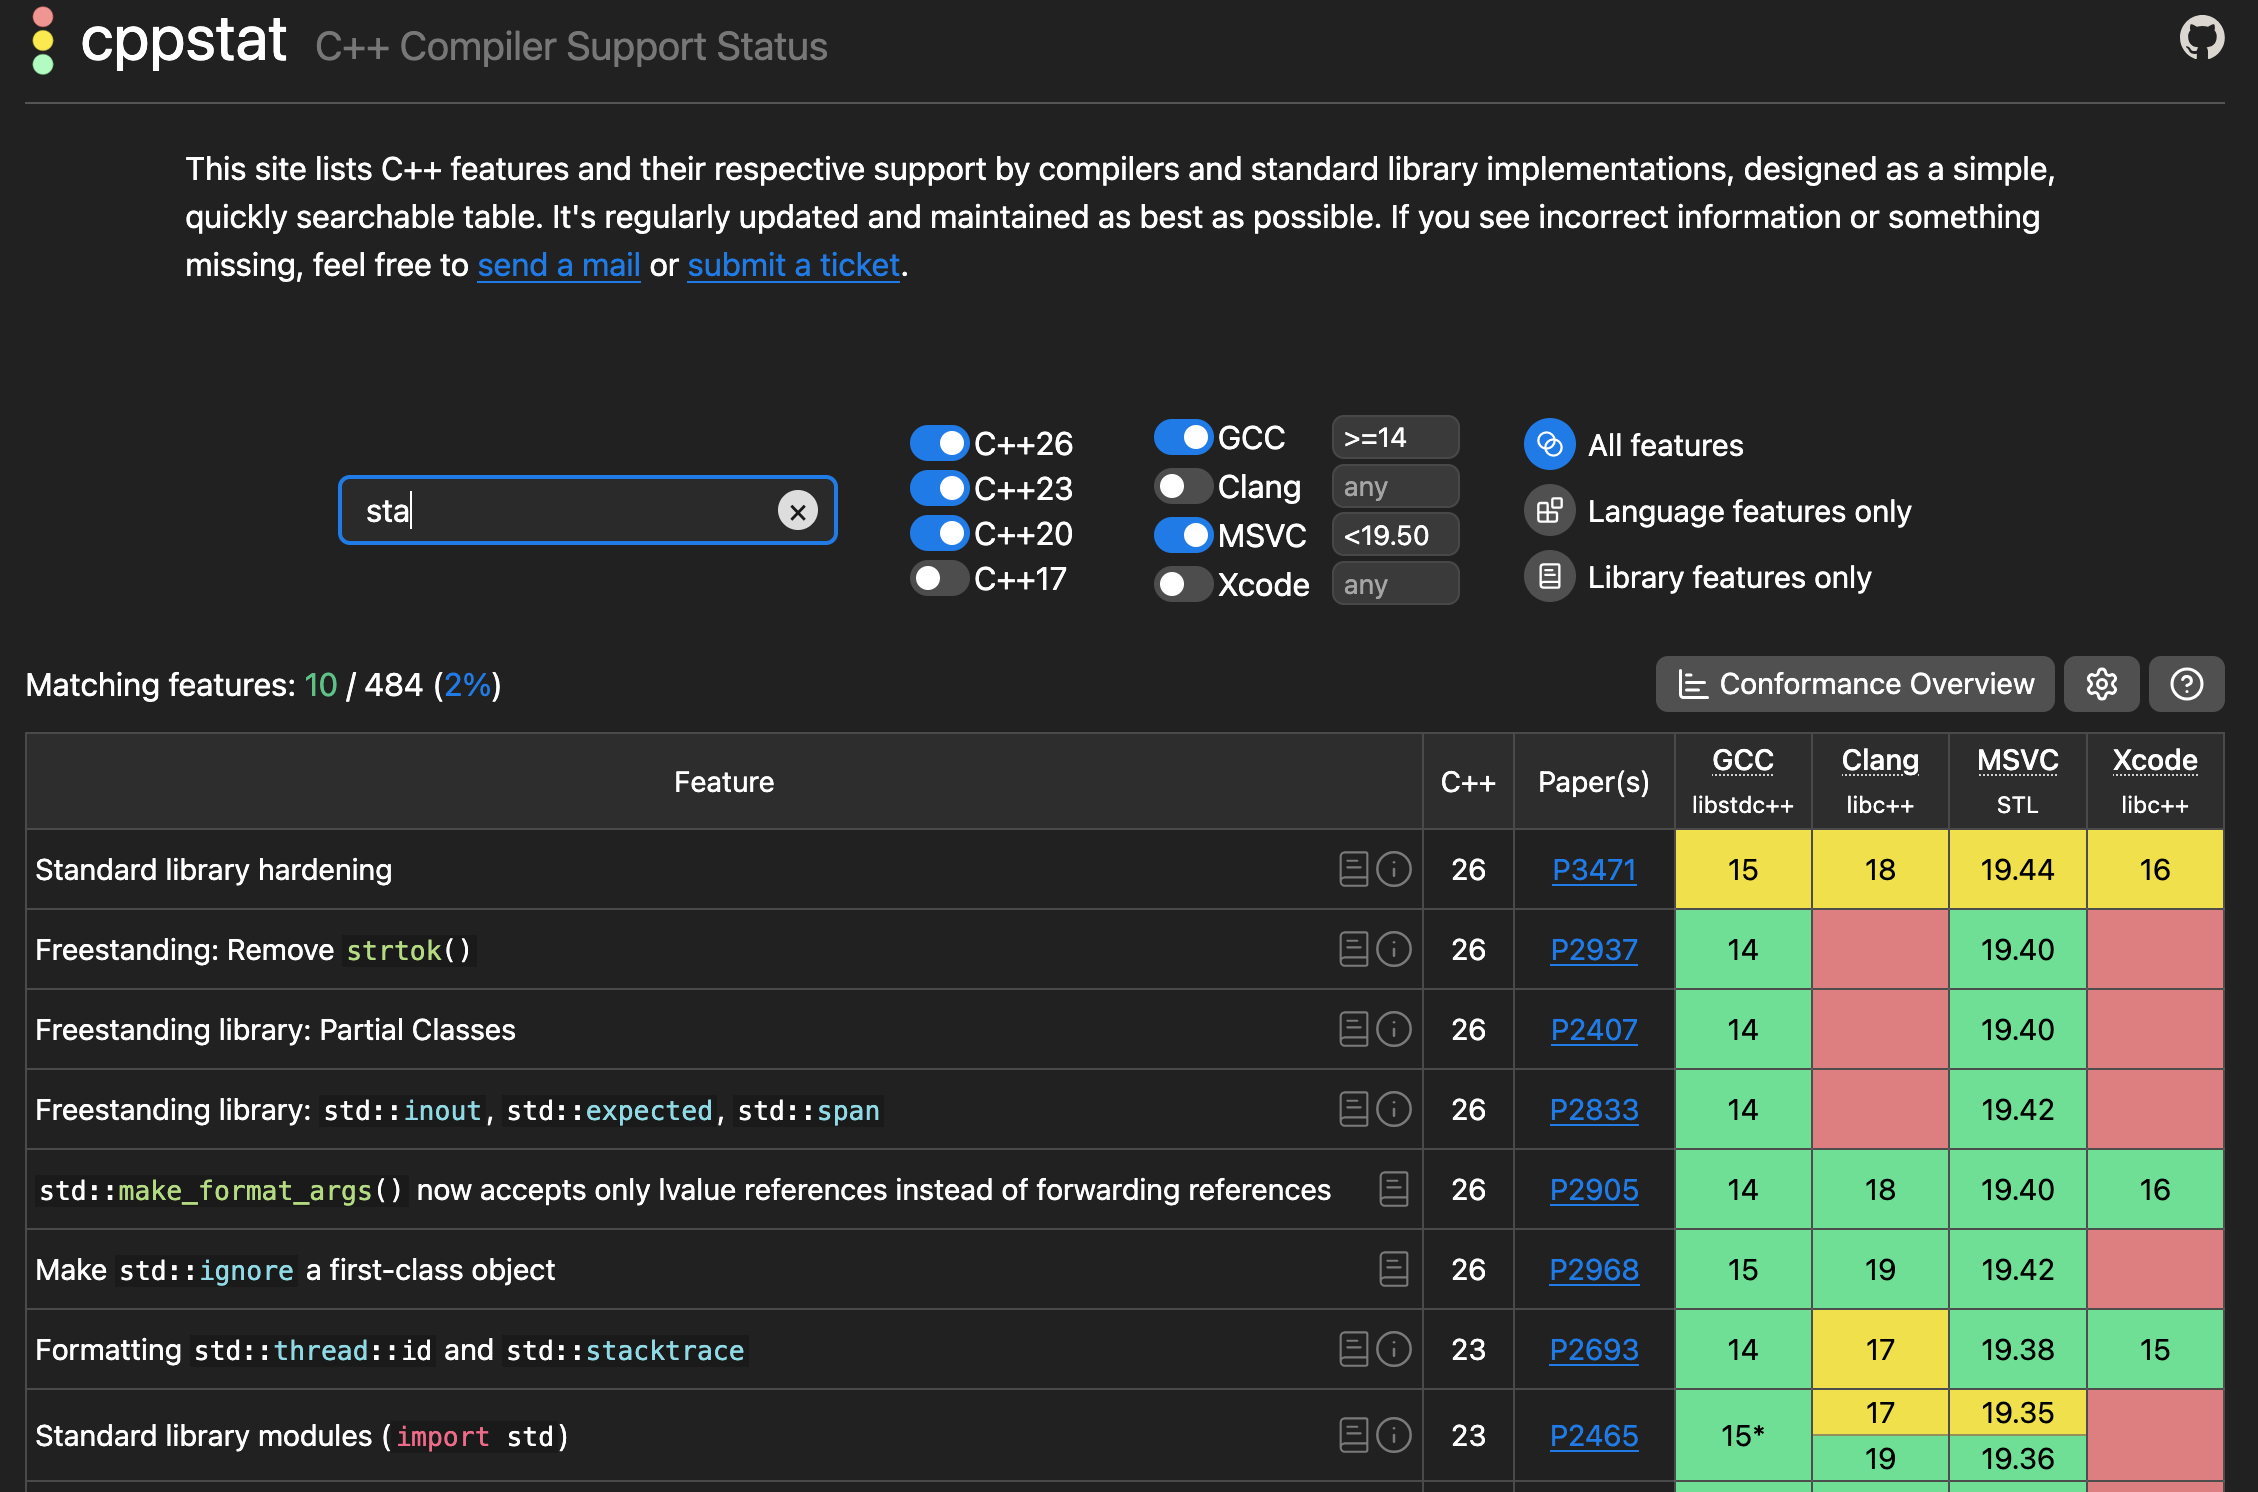 cppstat C++ Compiler Support Status
This site lists C++ features and their respective support by compilers and standard library implementations, designed as a simple,
quickly searchable table. It's regularly updated and maintained as best as possible. If you see incorrect information or something
missing, feel free to send a mail or submit a ticket.
sta
C++26
C++23
C++20
C++17
GCC >=14
Clang any
MSVC <19.50
Xcode any
All features
Language features only
Library features only
Matching features: 10 / 484 (2%)
Conformance Overview
Feature C++ Paper(s) GCC libstdc++ Clang libc++ MSVC STL Xcode libc++
Standard library hardening 26 P3471 15 18 19.44 16
Freestanding: Remove strtok() 26 P2937 14 19.40
Freestanding library: Partial Classes 26 P2407 14 19.40
Freestanding library: std::inout, std::expected, std::span 26 P2833 14 19.42
std::make_format_args() now accepts only lvalue references instead of forwarding references 26 P2905 14 18 19.40 16
Make std::ignore a first-class object 26 P2968 15 19 19.42
Formatting std::thread::id and std::stacktrace 23 P2693 14 17 19.38 15
Standard library modules (import std) 23 P2465 15* 17 19.35
19 19.36